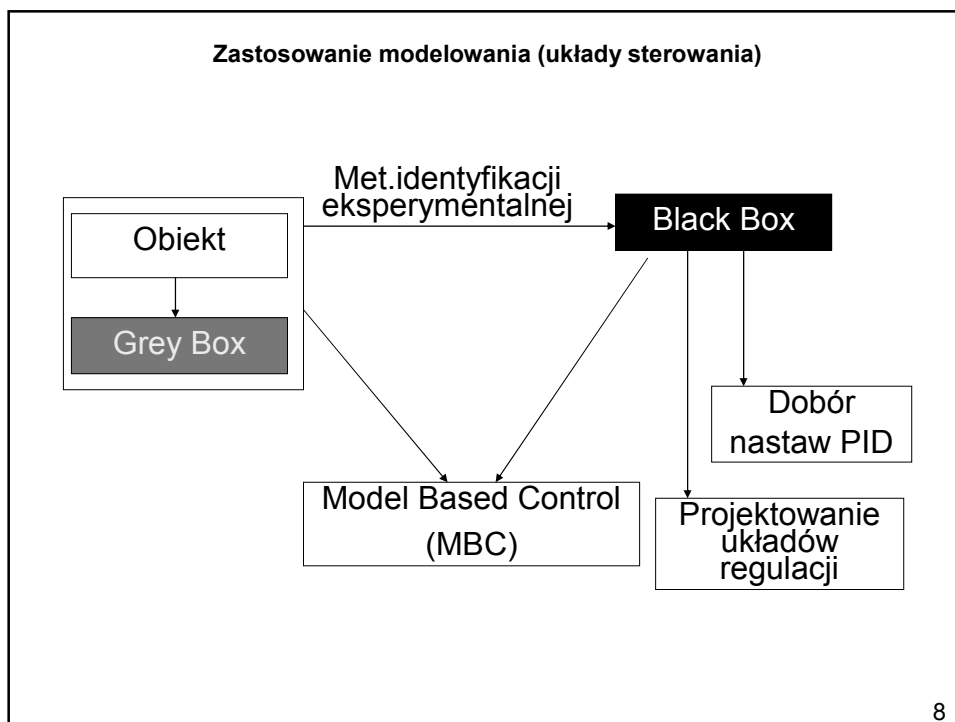 Zastosowanie modelowania (układy sterowania)
Met.identyfikacji
eksperymentalnej
Obiekt
Black Box
Grey Box
Dobór
nastaw PID
Model Based Control
(MBC)
Projektowanie
układów
regulacji
8